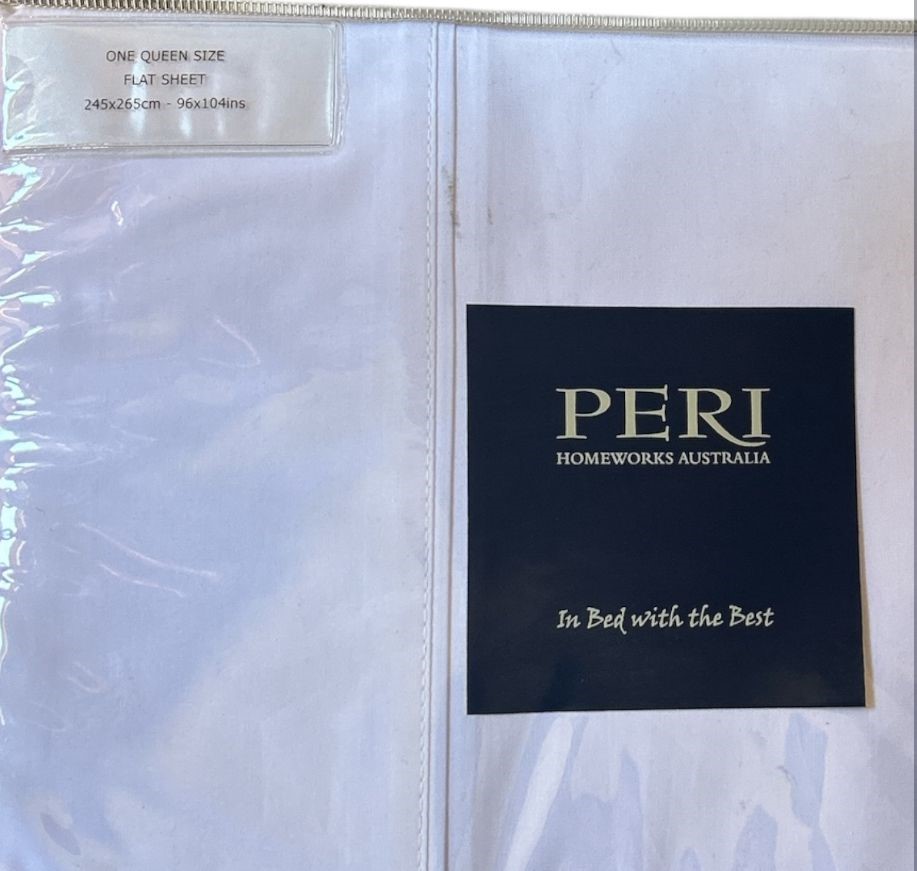 ONE QUEEN SIZE
FLAT SHEET
245x265cm - 96x104ins
PERI
HOMEWORKS AUSTRALIA
In Bed with the Best